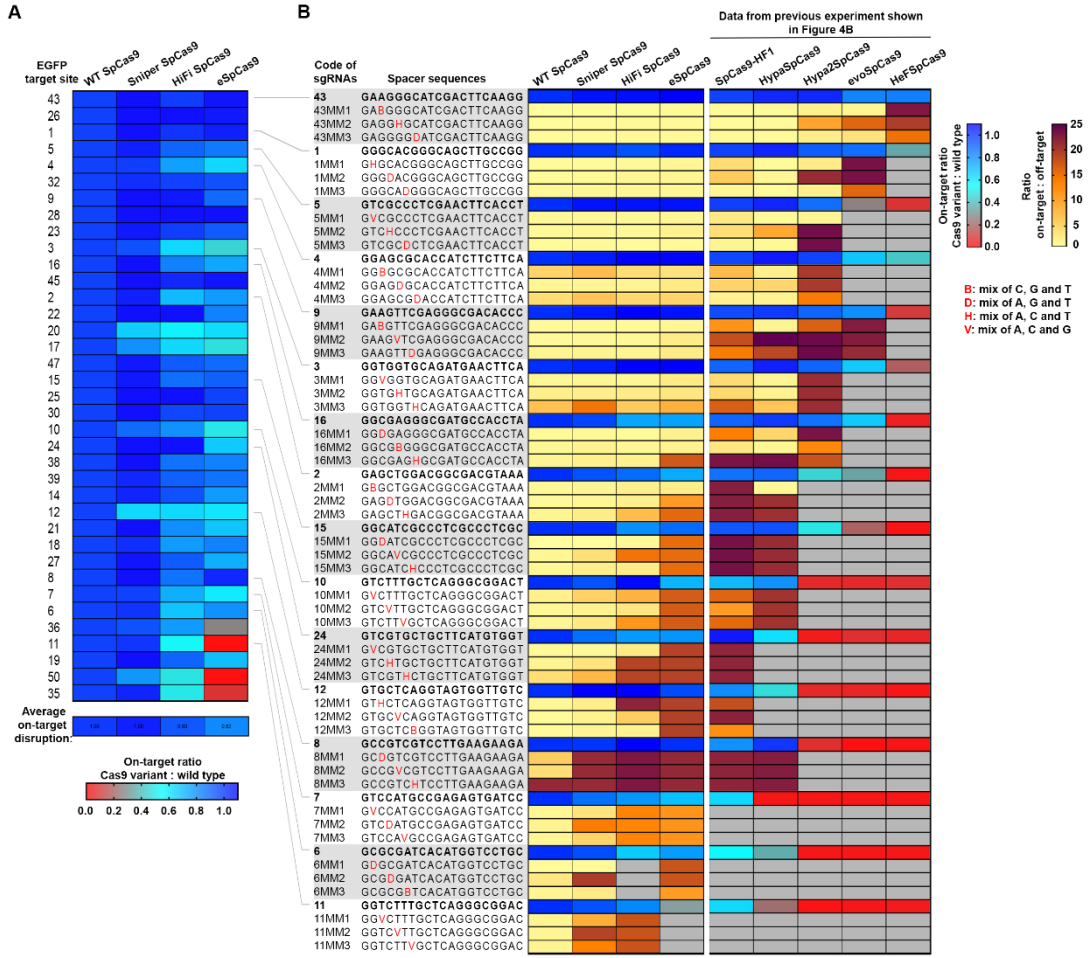 A
EGFP
target site
WT SpCas9
Sniper SpCas9
HiFi SpCas9
eSpCas9
43
26
1
5
4
32
9
28
23
3
16
45
2
22
20
17
47
15
25
30
10
24
38
39
14
12
21
18
27
8
7
6
36
11
19
50
35
Average
on-target
disruption:
On-target ratio
Cas9 variant : wild type
0.0 0.2 0.4 0.6 0.8 1.0
B
Data from previous experiment shown
in Figure 4B
Code of
sgRNAs
Spacer sequences
WT SpCas9
Sniper SpCas9
HiFi SpCas9
eSpCas9
SpCas9-HF1
HypaSpCas9
Hypa2SpCas9
evoSpCas9
HeFSpCas9
43 GAAGGGCATCGACTTCAAGG
43MM1 GABGGGCATCGACTTCAAGG
43MM2 GAGGHGCATCGACTTCAAGG
43MM3 GAGGGGDATCGACTTCAAGG
1 GGGCACGGGCAGCTTGCCGG
1MM1 GHGCACGGGCAGCTTGCCGG
1MM2 GGGDACGGGCAGCTTGCCGG
1MM3 GGGCADGGGCAGCTTGCCGG
5 GTCGCCCTCGAACTTCACCT
5MM1 GVCGCCCTCGAACTTCACCT
5MM2 GTCHCCCTCGAACTTCACCT
5MM3 GTCGCDCTCGAACTTCACCT
4 GGAGCGCACCATCTTCTTCA
4MM1 GGBGCGCACCATCTTCTTCA
4MM2 GGAGDGCACCATCTTCTTCA
4MM3 GGAGCGDACCATCTTCTTCA
9 GAAGTTCGAGGGCGACACCC
9MM1 GABGTTCGAGGGCGACACCC
9MM2 GAAGVTCGAGGGCGACACCC
9MM3 GAAGTTDGAGGGCGACACCC
3 GGTGGTGCAGATGAACTTCA
3MM1 GGVGGTGCAGATGAACTTCA
3MM2 GGTGHTGCAGATGAACTTCA
3MM3 GGTGGTHCAGATGAACTTCA
16 GGCGAGGGCGATGCCACCTA
16MM1 GGDGAGGGCGATGCCACCTA
16MM2 GGCGBGGGCGATGCCACCTA
16MM3 GGCGAGHGCGATGCCACCTA
2 GAGCTGGACGGCGACGTAAA
2MM1 GBGCTGGACGGCGACGTAAA
2MM2 GAGDTGGACGGCGACGTAAA
2MM3 GAGCTHGACGGCGACGTAAA
15 GGCATCGCCCTCGCCCTCGC
15MM1 GGDATCGCCCTCGCCCTCGC
15MM2 GGCAVCGCCCTCGCCCTCGC
15MM3 GGCATCHCCCTCGCCCTCGC
10 GTCTTTGCTCAGGGCGGACT
10MM1 GVCTTTGCTCAGGGCGGACT
10MM2 GTCVTTGCTCAGGGCGGACT
10MM3 GTCTTVGCTCAGGGCGGACT
24 GTCGTGCTGCTTCATGTGGT
24MM1 GVCGTGCTGCTTCATGTGGT
24MM2 GTCHTGCTGCTTCATGTGGT
24MM3 GTCGTHCTGCTTCATGTGGT
12 GTGCTCAGGTAGTGGTTGTC
12MM1 GTHCTCAGGTAGTGGTTGTC
12MM2 GTGCVCAGGTAGTGGTTGTC
12MM3 GTGCTCBGGTAGTGGTTGTC
8 GCCGTCGTCCTTGAAGAAGA
8MM1 GCDGTCGTCCTTGAAGAAGA
8MM2 GCCGVCGTCCTTGAAGAAGA
8MM3 GCCGTCHTCCTTGAAGAAGA
7 GTCCATGCCGAGAGTGATCC
7MM1 GVCCATGCCGAGAGTGATCC
7MM2 GTCDATGCCGAGAGTGATCC
7MM3 GTCCAVGCCGAGAGTGATCC
6 GCGCGATCACATGGTCCTGC
6MM1 GDGCGATCACATGGTCCTGC
6MM2 GCGDGATCACATGGTCCTGC
6MM3 GCGCGBTCACATGGTCCTGC
11 GGTCTTTGCTCAGGGCGGAC
11MM1 GGVCTTTGCTCAGGGCGGAC
11MM2 GGTCVTTGCTCAGGGCGGAC
11MM3 GGTCTTVGCTCAGGGCGGAC
On-target ratio
Cas9 variant : wild type
1.0
0.8
0.6
0.4
0.2
0.0
Ratio
on-target : off-target
25
20
15
10
5
0
B: mix of C, G and T
D: mix of A, G and T
H: mix of A, C and T
V: mix of A, C and G